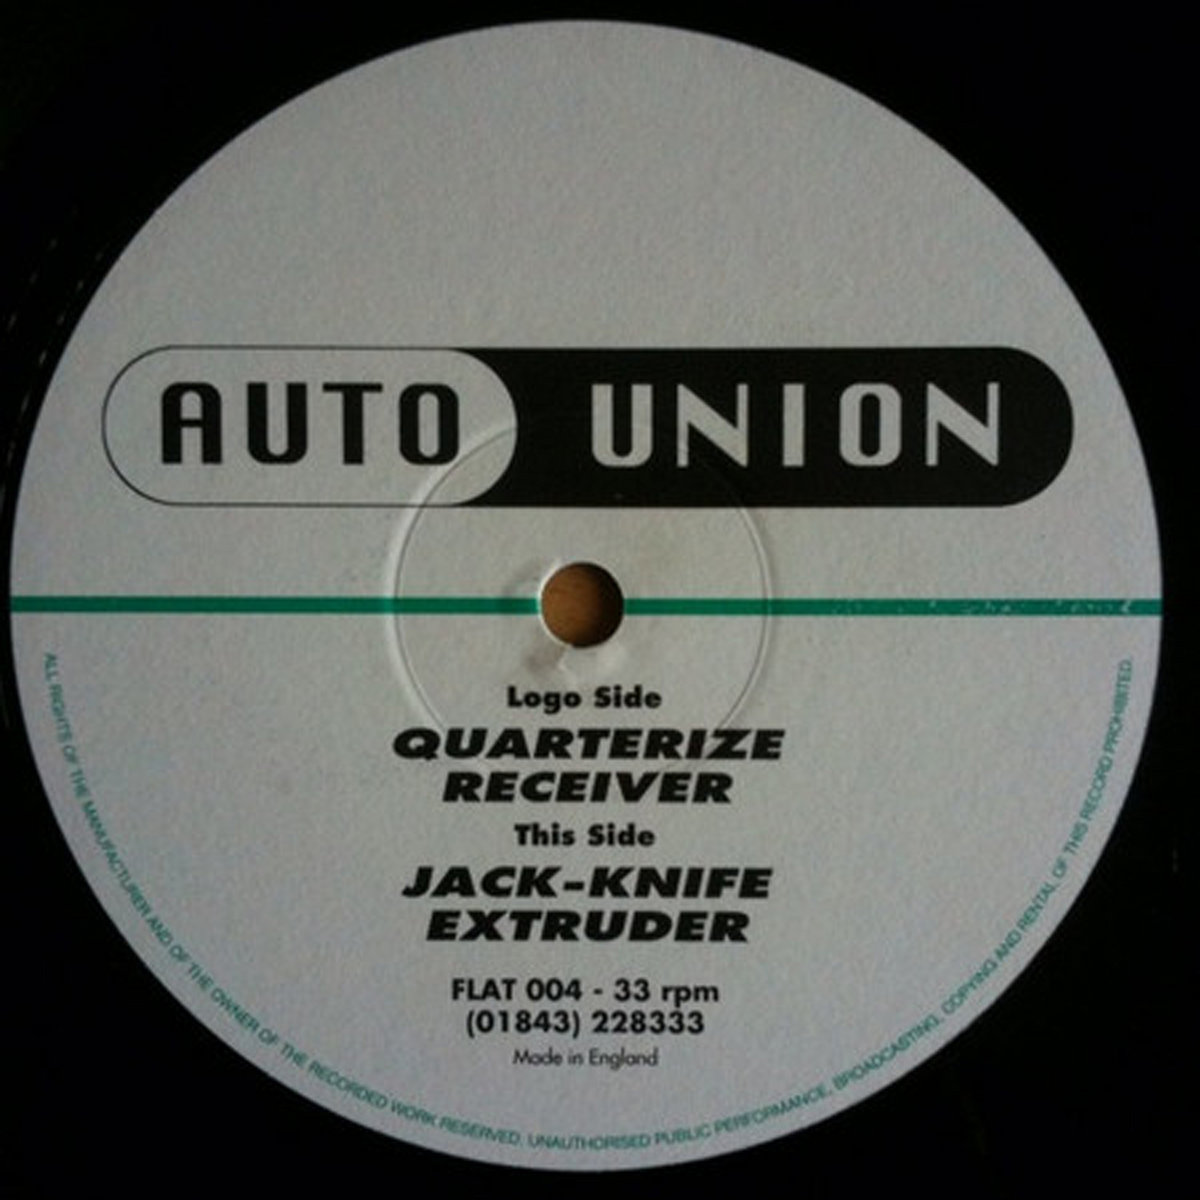 AUTO UNION
Logo Side
QUARTERIZE
RECEIVER
This Side
JACK-KNIFE
EXTRUDER
FLAT 004 - 33 rpm
(01843) 228333
Made in England
ALL RIGHTS OF THE MANUFACTURER AND OF THE OWNER OF THE RECORDED WORK RESERVED. UNAUTHORISED PUBLIC PERFORMANCE, BROADCASTING, COPYING AND RENTAL OF THIS RECORD PROHIBITED.